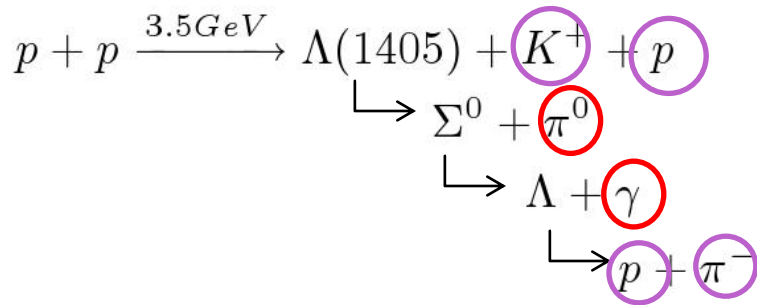 p + p 3.5GeV Λ(1405) + K⁺ + p
Σ⁰ + π⁰
Λ + γ
p + π⁻